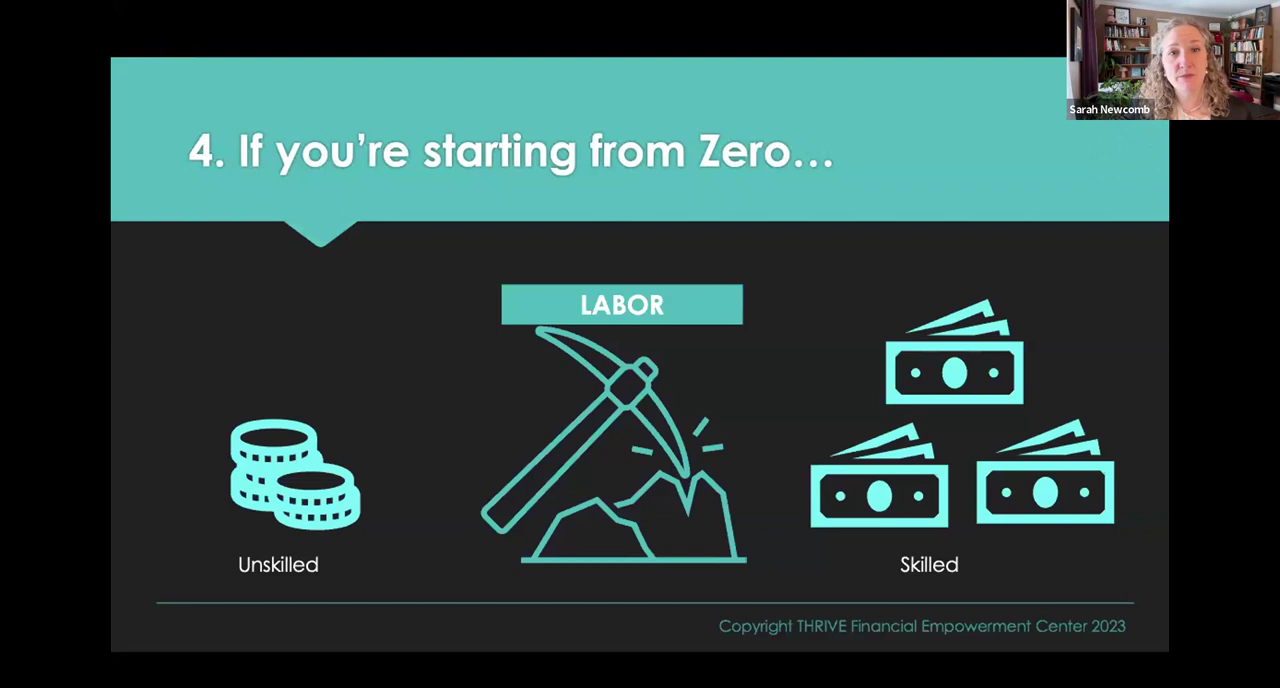 Sarah Newcomb
4. If you're starting from Zero...
LABOR
Unskilled
Skilled
Copyright THRIVE Financial Empowerment Center 2023